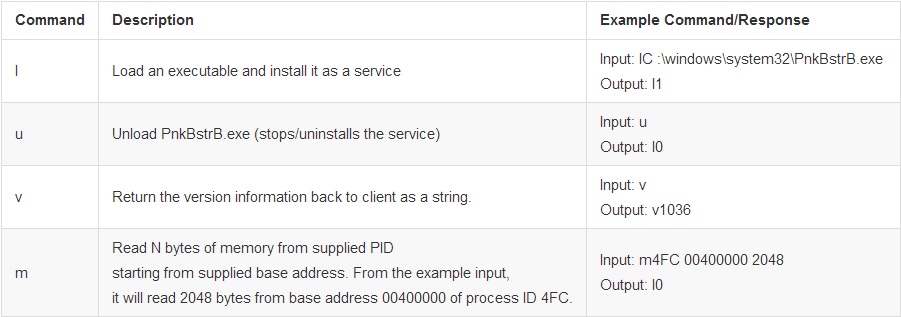 Command Description Example Command/Response
l Load an executable and install it as a service Input: lC :\windows\system32\PnkBstrB.exe
Output: l1
u Unload PnkBstrB.exe (stops/uninstalls the service) Input: u
Output: l0
v Return the version information back to client as a string. Input: v
Output: v1036
m Read N bytes of memory from supplied PID
starting from supplied base address. From the example input,
it will read 2048 bytes from base address 00400000 of process ID 4FC. Input: m4FC 00400000 2048
Output: l0